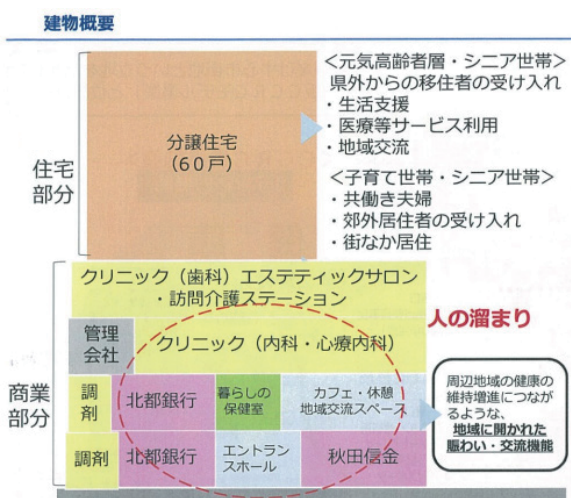 建物概要
住宅
部分
分譲住宅
(60戸)
<元気高齢者層・シニア世帯>
県外からの移住者の受け入れ
・生活支援
・医療等サービス利用
・地域交流
<子育て世帯・シニア世帯>
・共働き夫婦
・郊外居住者の受け入れ
・街なか居住
商業
部分
クリニック(歯科)エステティックサロン
・訪問介護ステーション
管理
会社
クリニック(内科・心療内科)
人の溜まり
調
剤
北都銀行
暮らしの
保健室
カフェ・休憩
地域交流スペース
調剤
北都銀行
エントラン
スホール
秋田信金
周辺地域の健康の
維持増進につなが
るような、
地域に開かれた
賑わい・交流機能